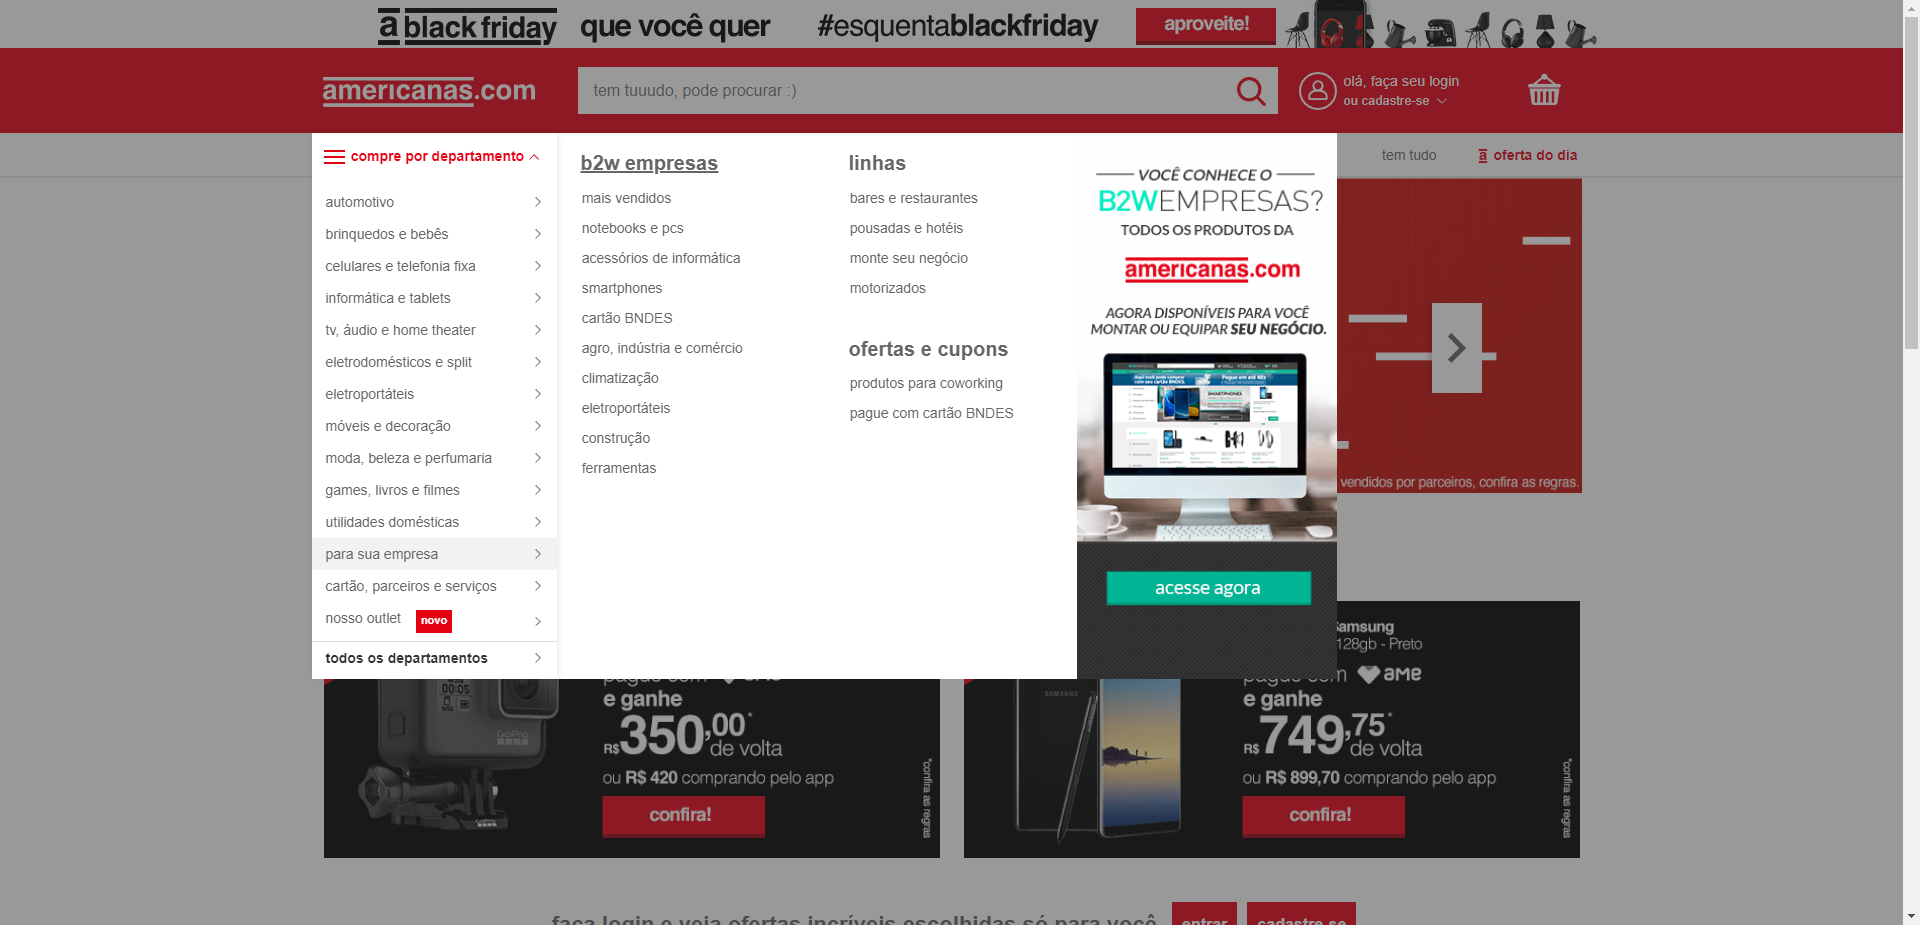 a black friday que você quer #esquentablackfriday aproveite!
americanas.com
tem tuuudo, pode procurar :)
olá, faça seu login
ou cadastre-se
compre por departamento
tem tudo
a oferta do dia
automotivo
brinquedos e bebês
celulares e telefonia fixa
informática e tablets
tv, áudio e home theater
eletrodomésticos e split
eletroportáteis
móveis e decoração
moda, beleza e perfumaria
games, livros e filmes
utilidades domésticas
para sua empresa
cartão, parceiros e serviços
nosso outlet novo
todos os departamentos
b2w empresas
mais vendidos
notebooks e pcs
acessórios de informática
smartphones
cartão BNDES
agro, indústria e comércio
climatização
eletroportáteis
construção
ferramentas
linhas
bares e restaurantes
pousadas e hotéis
monte seu negócio
motorizados
ofertas e cupons
produtos para coworking
pague com cartão BNDES
VOCÊ CONHECE O
B2WEMPRESAS?
TODOS OS PRODUTOS DA
americanas.com
AGORA DISPONÍVEIS PARA VOCÊ
MONTAR OU EQUIPAR SEU NEGÓCIO.
acesse agora
vendidos por parceiros, confira as regras.
GoPro
pague com AME
e ganhe
R$350,00*
de volta
ou R$ 420 comprando pelo app
confira!
*confira as regras
SAMSUNG
Samsung
128gb - Preto
pague com ame
e ganhe
R$749,75*
de volta
ou R$ 899,70 comprando pelo app
confira!
*confira as regras
faça login e veja ofertas incríveis escolhidas só para você
entrar
cadastre-se